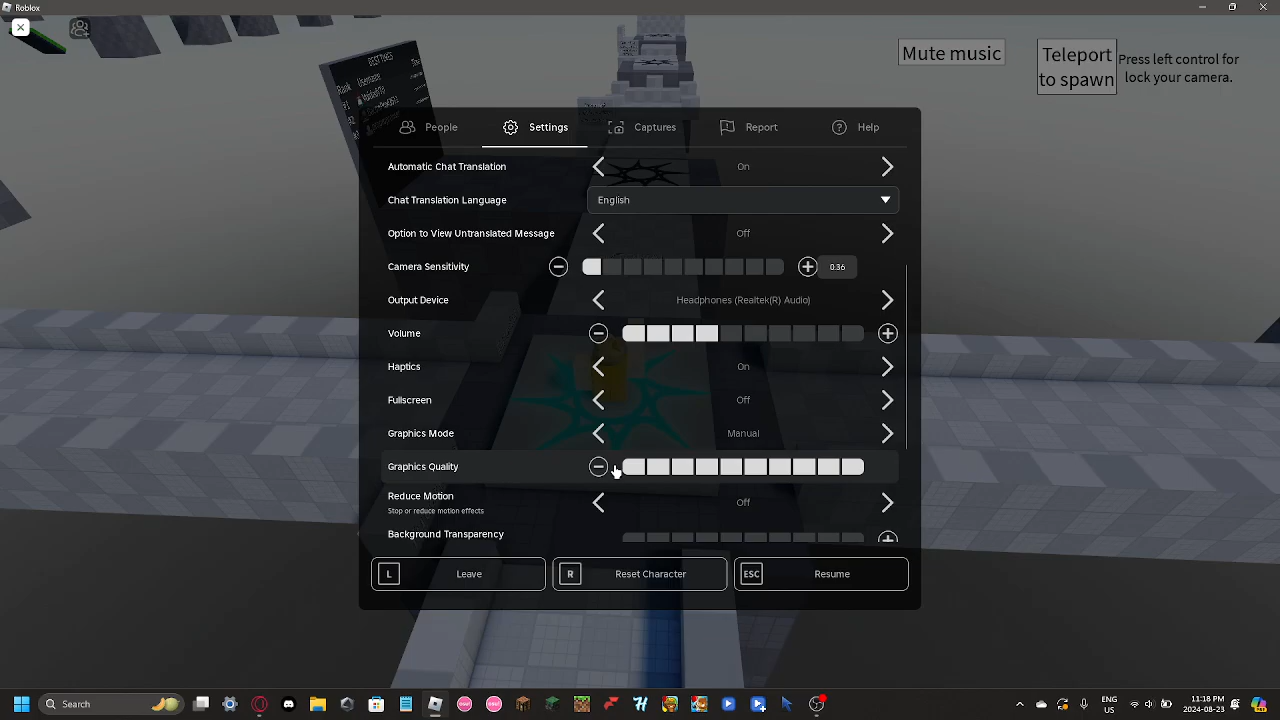 Roblox
Mute music
Teleport
to spawn
Press left control for
lock your camera.
People
Settings
Captures
Report
Help
Automatic Chat Translation
On
Chat Translation Language
English
Option to View Untranslated Message
Off
Camera Sensitivity
0.36
Output Device
Headphones (Realtek(R) Audio)
Volume
Haptics
On
Fullscreen
Off
Graphics Mode
Manual
Graphics Quality
Reduce Motion
Stop or reduce motion effects
Off
Background Transparency
L
Leave
R
Reset Character
ESC
Resume
Search
ENG
US
11:18 PM
2024-08-23